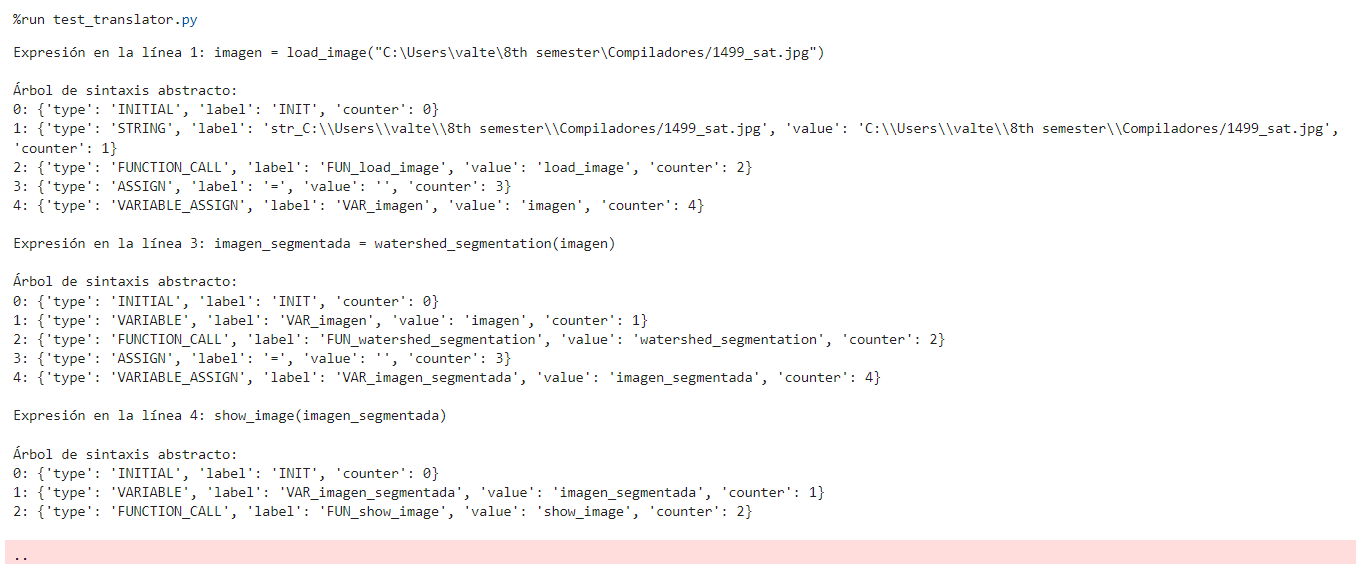 %run test_translator.py
Expresión en la línea 1: imagen = load_image("C:\Users\valte\8th semester\Compiladores/1499_sat.jpg")
Árbol de sintaxis abstracto:
0: {'type': 'INITIAL', 'label': 'INIT', 'counter': 0}
1: {'type': 'STRING', 'label': 'str_C:\\Users\\valte\\8th semester\\Compiladores/1499_sat.jpg', 'value': 'C:\\Users\\valte\\8th semester\\Compiladores/1499_sat.jpg',
'counter': 1}
2: {'type': 'FUNCTION_CALL', 'label': 'FUN_load_image', 'value': 'load_image', 'counter': 2}
3: {'type': 'ASSIGN', 'label': '=', 'value': '', 'counter': 3}
4: {'type': 'VARIABLE_ASSIGN', 'label': 'VAR_imagen', 'value': 'imagen', 'counter': 4}
Expresión en la línea 3: imagen_segmentada = watershed_segmentation(imagen)
Árbol de sintaxis abstracto:
0: {'type': 'INITIAL', 'label': 'INIT', 'counter': 0}
1: {'type': 'VARIABLE', 'label': 'VAR_imagen', 'value': 'imagen', 'counter': 1}
2: {'type': 'FUNCTION_CALL', 'label': 'FUN_watershed_segmentation', 'value': 'watershed_segmentation', 'counter': 2}
3: {'type': 'ASSIGN', 'label': '=', 'value': '', 'counter': 3}
4: {'type': 'VARIABLE_ASSIGN', 'label': 'VAR_imagen_segmentada', 'value': 'imagen_segmentada', 'counter': 4}
Expresión en la línea 4: show_image(imagen_segmentada)
Árbol de sintaxis abstracto:
0: {'type': 'INITIAL', 'label': 'INIT', 'counter': 0}
1: {'type': 'VARIABLE', 'label': 'VAR_imagen_segmentada', 'value': 'imagen_segmentada', 'counter': 1}
2: {'type': 'FUNCTION_CALL', 'label': 'FUN_show_image', 'value': 'show_image', 'counter': 2}
..